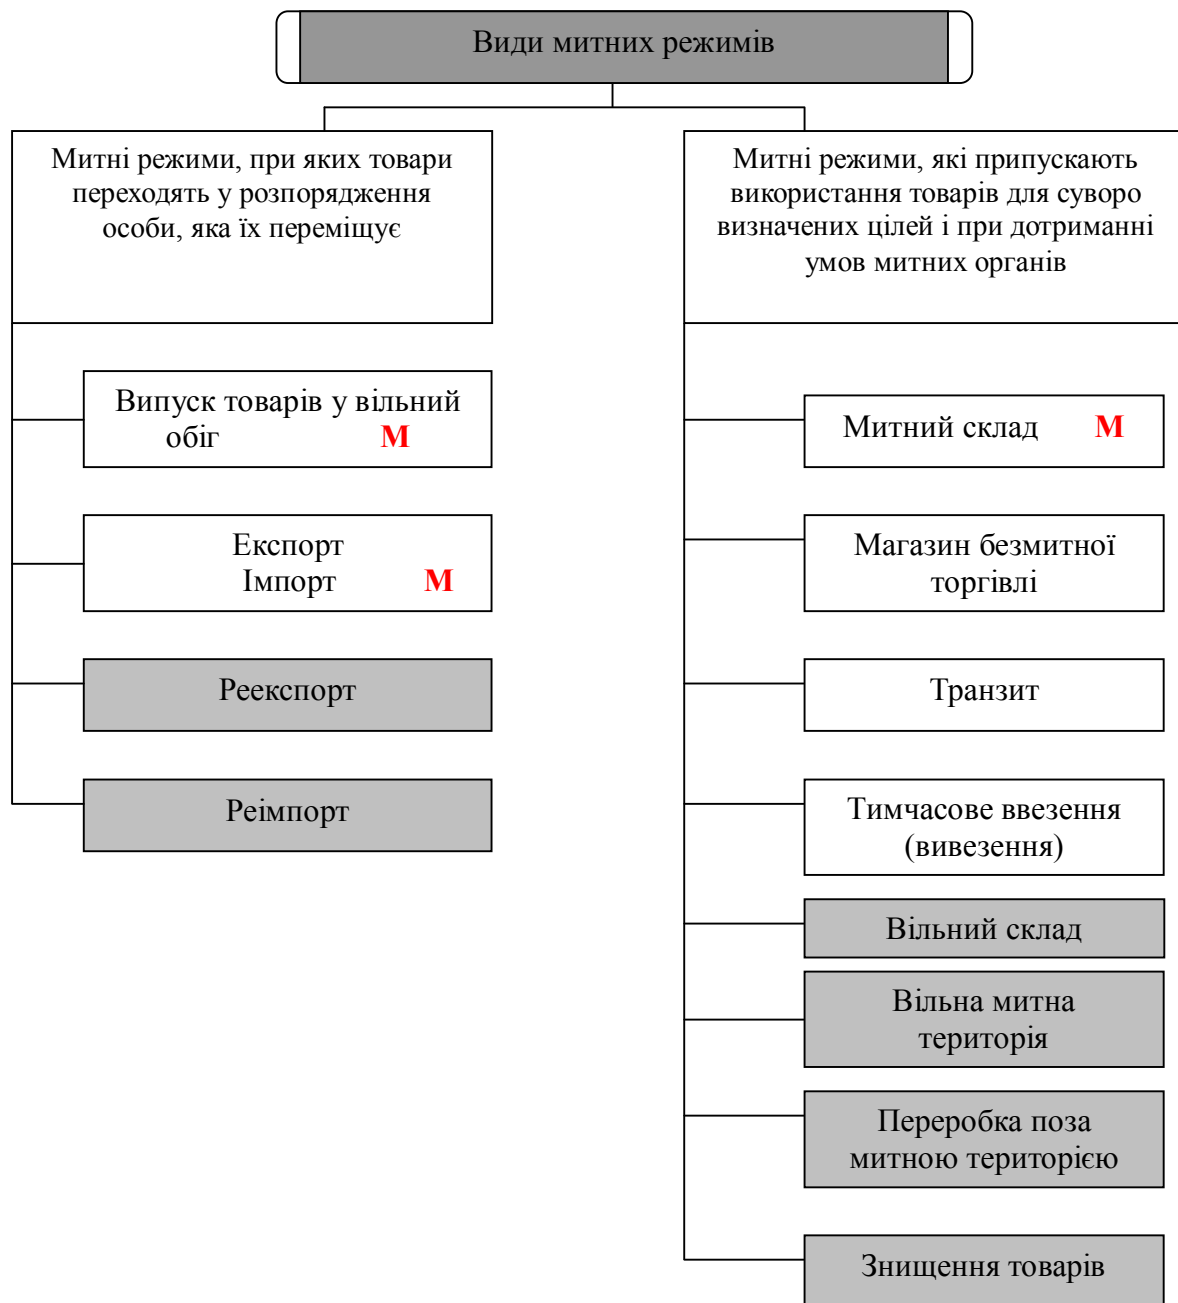 Види митних режимів
Митні режими, при яких товари
переходять у розпорядження
особи, яка їх переміщує
Випуск товарів у вільний
обіг М
Експорт
Імпорт М
Реекспорт
Реімпорт
Митні режими, які припускають
використання товарів для суворо
визначених цілей і при дотриманні
умов митних органів
Митний склад М
Магазин безмитної
торгівлі
Транзит
Тимчасове ввезення
(вивезення)
Вільний склад
Вільна митна
територія
Переробка поза
митною територією
Знищення товарів